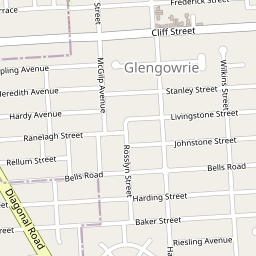 Frederick Street
Street
Cliff Street
Glengowrie
Avenue
Meredith Avenue
Stanley Street
Wilkins Street
McGilp Avenue
Hardy Avenue
Livingstone Street
Ranelagh Street
Johnstone Street
Rellum Street
Rosslyn Street
Bells Road
Bells Road
Diagonal Road
Harding Street
Baker Street
Riesling Avenue